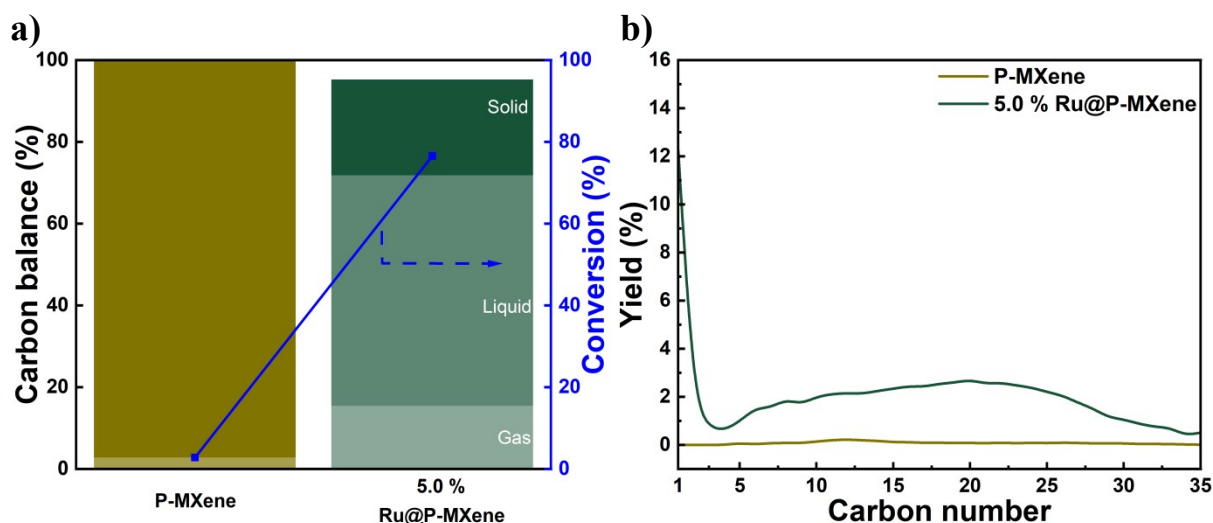 a)
Carbon balance (%)
100
80
60
40
20
0
Solid
Liquid
Gas
100
80
60
40
20
0
Conversion (%)
P-MXene
5.0 %
Ru@P-MXene
b)
Yield (%)
16
14
12
10
8
6
4
2
0
P-MXene
5.0 % Ru@P-MXene
1 5 10 15 20 25 30 35
Carbon number